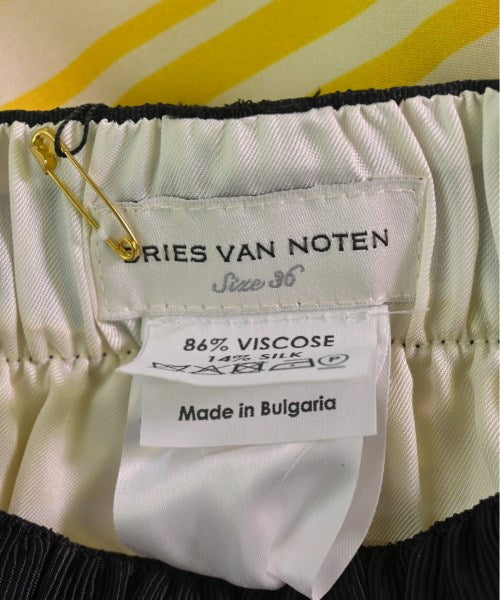 DRIES VAN NOTEN
Size 36
86% VISCOSE
14% SILK
Made in Bulgaria